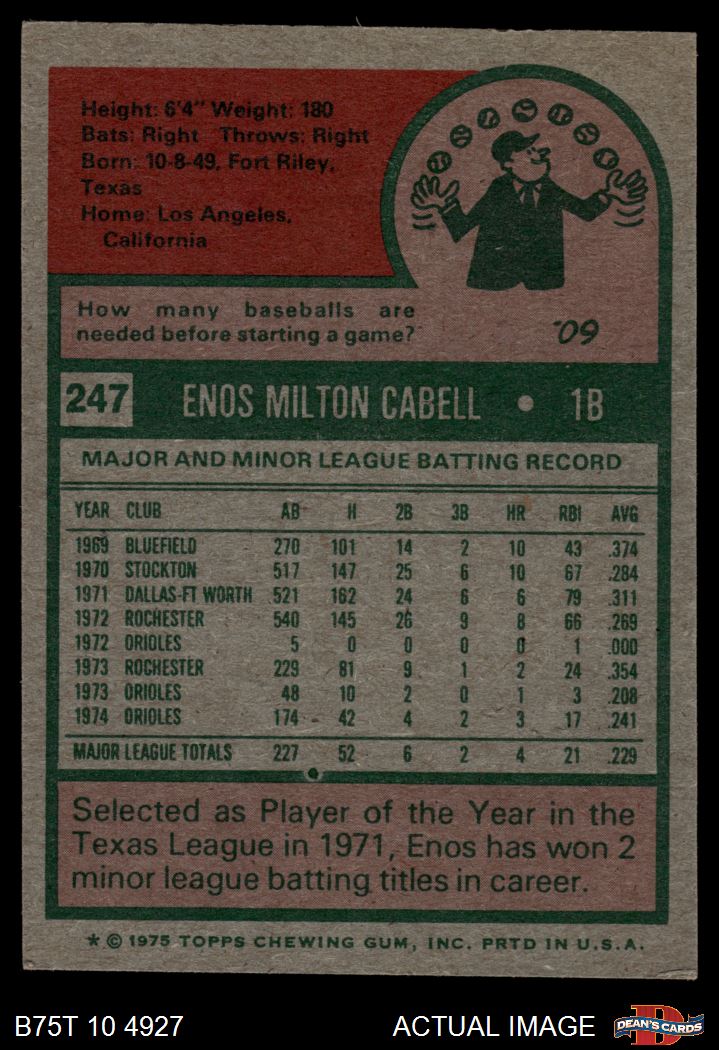 Height: 6'4" Weight: 180
Bats: Right Throws: Right
Born: 10-8-49, Fort Riley,
Texas
Home: Los Angeles,
California
How many baseballs are
needed before starting a game?
'09
247 ENOS MILTON CABELL • 1B
MAJOR AND MINOR LEAGUE BATTING RECORD
YEAR CLUB AB H 2B 3B HR RBI AVG
1969 BLUEFIELD 270 101 14 2 10 43 .374
1970 STOCKTON 517 147 25 6 10 67 .284
1971 DALLAS-FT WORTH 521 162 24 6 6 79 .311
1972 ROCHESTER 540 145 26 9 8 66 .269
1972 ORIOLES 5 0 0 0 0 1 .000
1973 ROCHESTER 229 81 9 1 2 24 .354
1973 ORIOLES 48 10 2 0 1 3 .208
1974 ORIOLES 174 42 4 2 3 17 .241
MAJOR LEAGUE TOTALS 227 52 6 2 4 21 .229
Selected as Player of the Year in the
Texas League in 1971, Enos has won 2
minor league batting titles in career.
* © 1975 TOPPS CHEWING GUM, INC. PRTD IN U.S.A.
B75T 10 4927 ACTUAL IMAGE D DEAN'S CARDS